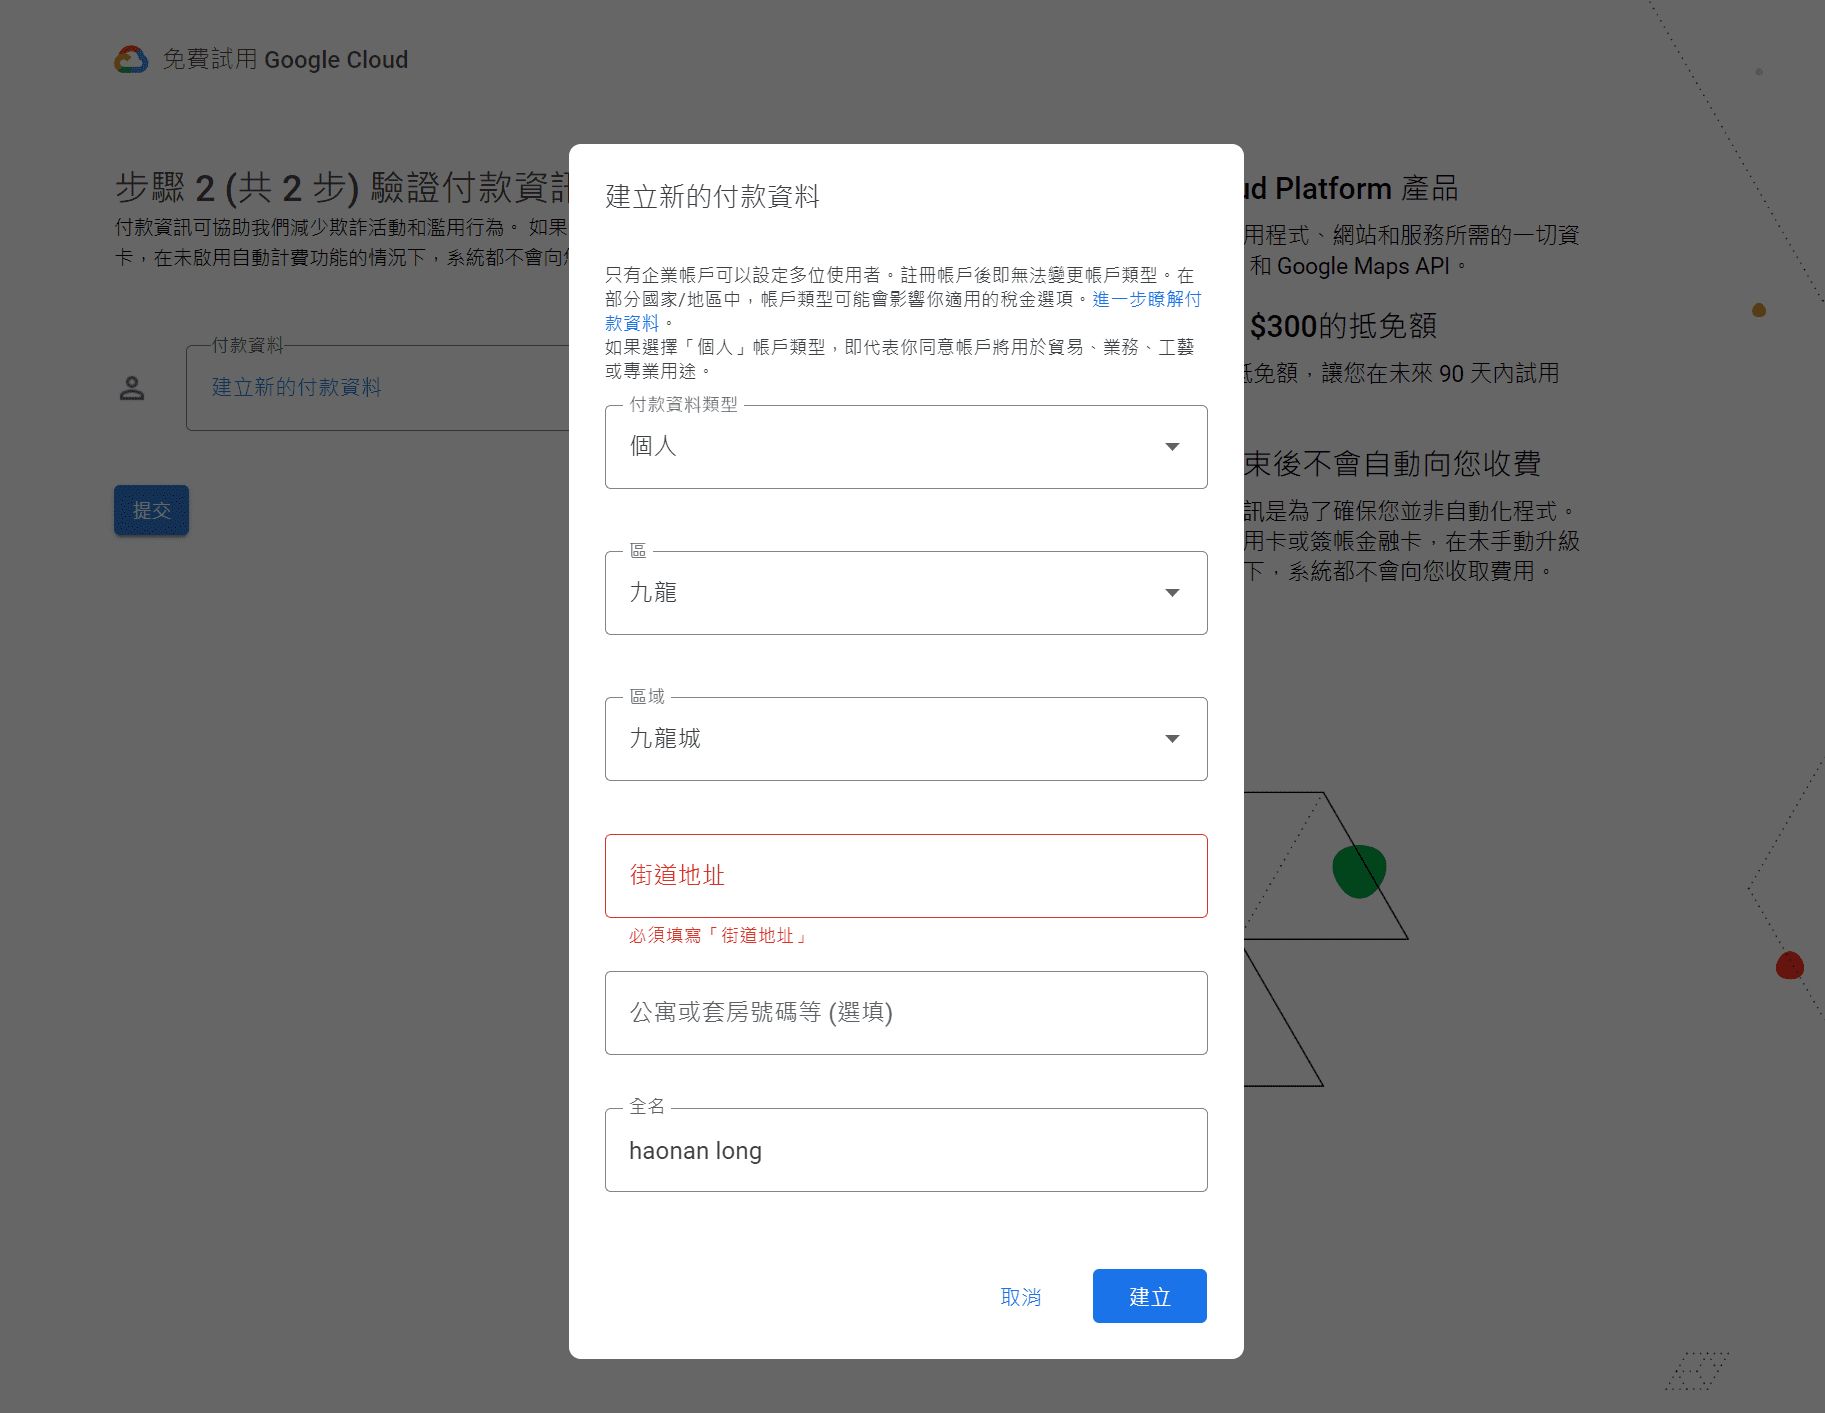 免費試用 Google Cloud
步驟 2 (共 2 步) 驗證付款資訊
付款資訊可協助我們減少欺詐活動和濫用行為。 如果
卡，在未啟用自動計費功能的情況下，系統都不會向您
付款資料
建立新的付款資料
提交
建立新的付款資料
只有企業帳戶可以設定多位使用者。註冊帳戶後即無法變更帳戶類型。在
部分國家/地區中，帳戶類型可能會影響你適用的稅金選項。進一步瞭解付
款資料。
如果選擇「個人」帳戶類型，即代表你同意帳戶將用於貿易、業務、工藝
或專業用途。
付款資料類型
個人
區
九龍
區域
九龍城
街道地址
必須填寫「街道地址」
公寓或套房號碼等 (選填)
全名
haonan long
取消
建立
ud Platform 產品
用程式、網站和服務所需的一切資
和 Google Maps API。
$300的抵免額
抵免額，讓您在未來 90 天內試用
束後不會自動向您收費
訊是為了確保您並非自動化程式。
用卡或簽帳金融卡，在未手動升級
下，系統都不會向您收取費用。